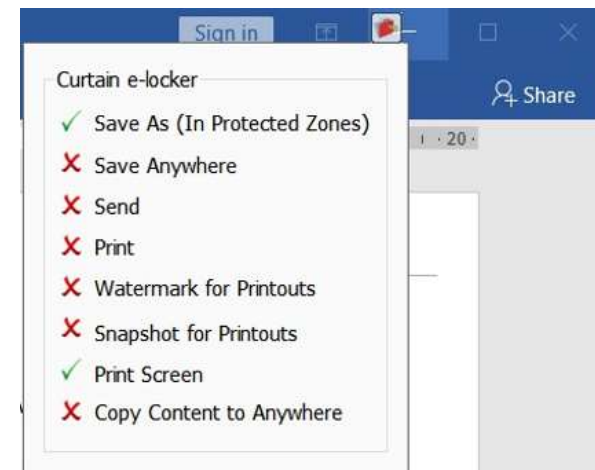 Sign in
Curtain e-locker
Share
Save As (In Protected Zones)
20
Save Anywhere
Send
Print
Watermark for Printouts
Snapshot for Printouts
Print Screen
Copy Content to Anywhere